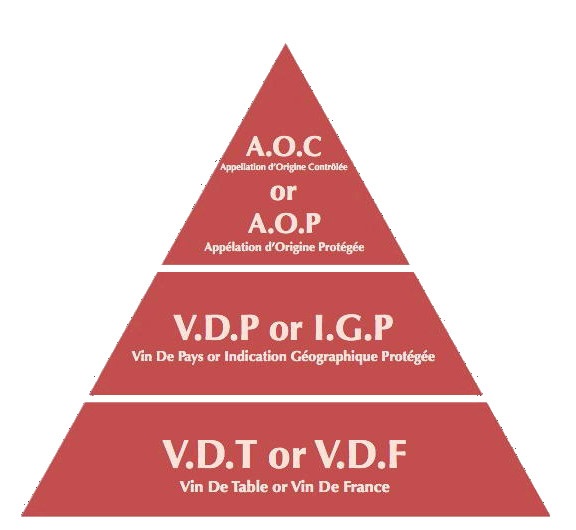 A.O.C
Appellation d'Origine Contrôlée
or
A.O.P
Appélation d'Origine Protégée
V.D.P or I.G.P
Vin De Pays or Indication Géographique Protégée
V.D.T or V.D.F
Vin De Table or Vin De France